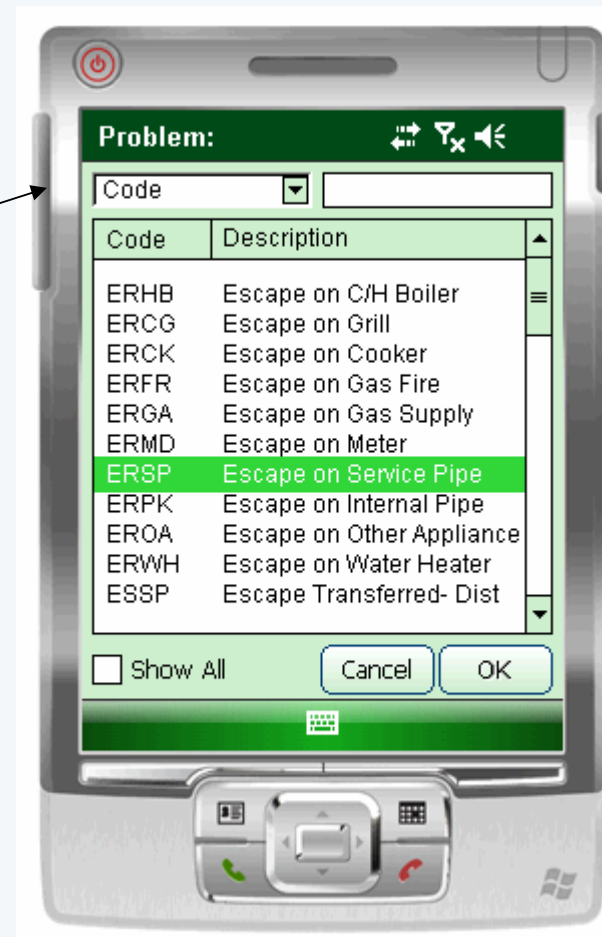 Problem:
Code
Code Description
ERHB Escape on C/H Boiler
ERCG Escape on Grill
ERCK Escape on Cooker
ERFR Escape on Gas Fire
ERGA Escape on Gas Supply
ERMD Escape on Meter
ERSP Escape on Service Pipe
ERPK Escape on Internal Pipe
EROA Escape on Other Appliance
ERWH Escape on Water Heater
ESSP Escape Transferred- Dist
Show All Cancel OK